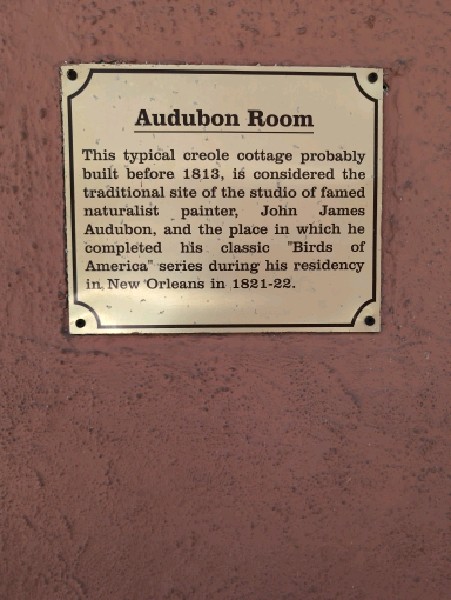 Audubon Room
This typical creole cottage probably
built before 1813, is considered the
traditional site of the studio of famed
naturalist painter, John James
Audubon, and the place in which he
completed his classic "Birds of
America" series during his residency
in New Orleans in 1821-22.